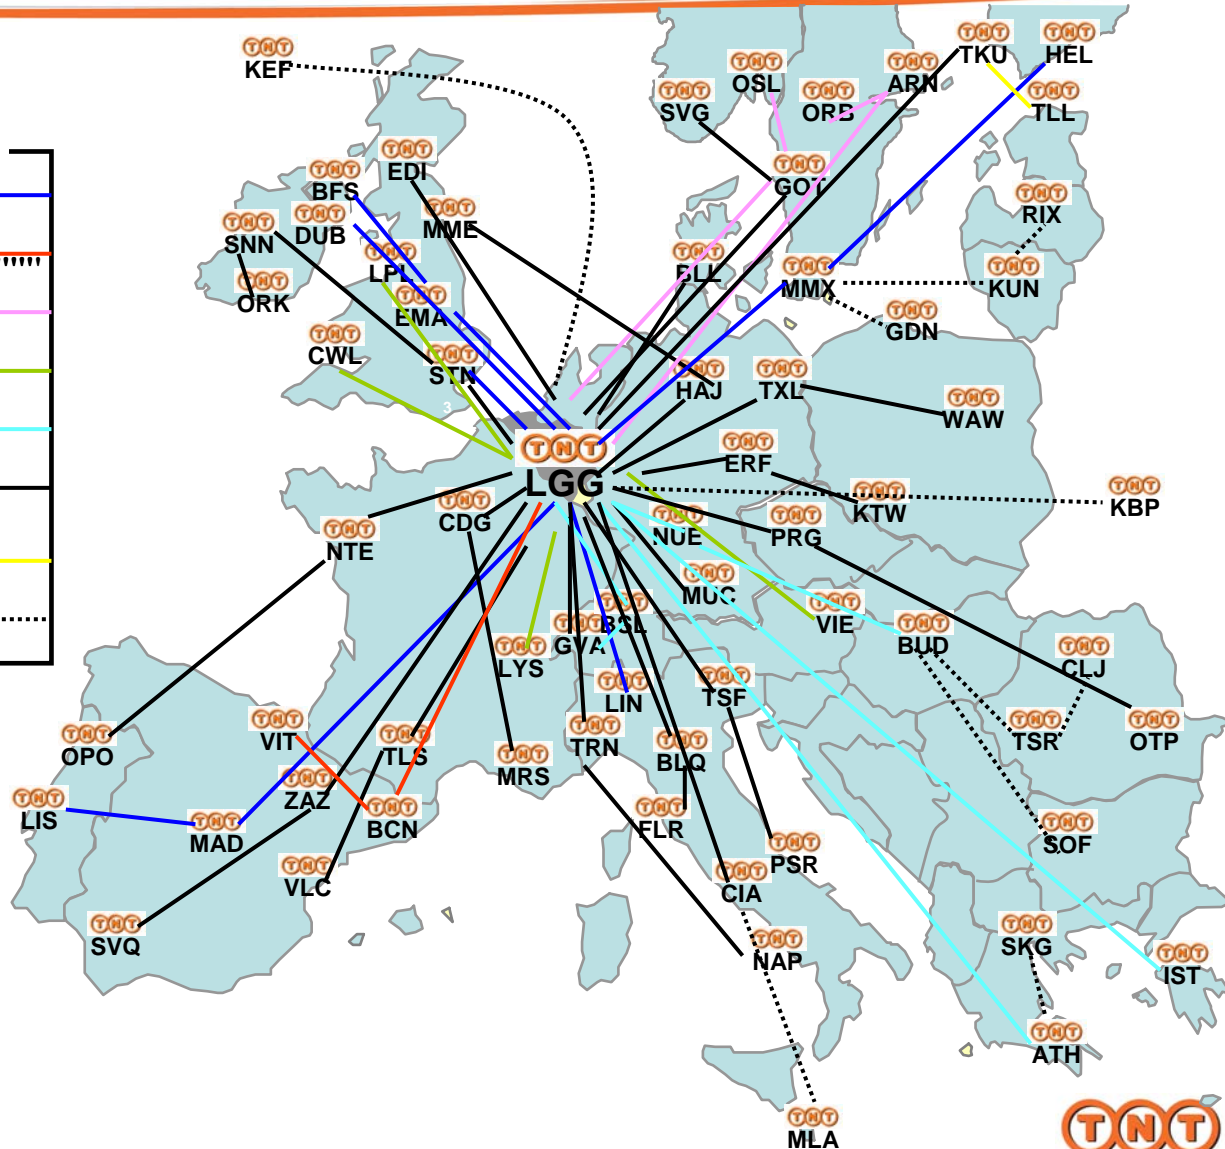 TNT
KEF
TNT
TKU
TNT
HEL
TNT
OSL
TNT
ARN
TNT
SVG
TNT
ORB
TNT
TLL
TNT
EDI
TNT
BFS
TNT
GOT
TNT
RIX
TNT
MME
TNT
DUB
TNT
SNN
TNT
LPL
TNT
BLL
TNT
MMX
TNT
KUN
TNT
ORK
TNT
EMA
TNT
GDN
TNT
CWL
TNT
STN
TNT
HAJ
TNT
TXL
TNT
WAW
3
TNT
LGG
TNT
ERF
TNT
KTW
TNT
KBP
TNT
CDG
TNT
NTE
TNT
NUE
TNT
PRG
TNT
MUC
TNT
BSL
TNT
VIE
TNT
BUD
TNT
GVA
TNT
LYS
TNT
CLJ
TNT
LIN
TNT
TSF
TNT
VIT
TNT
OPO
TNT
TLS
TNT
TRN
TNT
BLQ
TNT
TSR
TNT
OTP
TNT
MRS
TNT
ZAZ
TNT
LIS
TNT
MAD
TNT
BCN
TNT
FLR
TNT
SOF
TNT
PSR
TNT
VLC
TNT
CIA
TNT
SVQ
TNT
NAP
TNT
SKG
TNT
IST
TNT
ATH
TNT
MLA
TNT